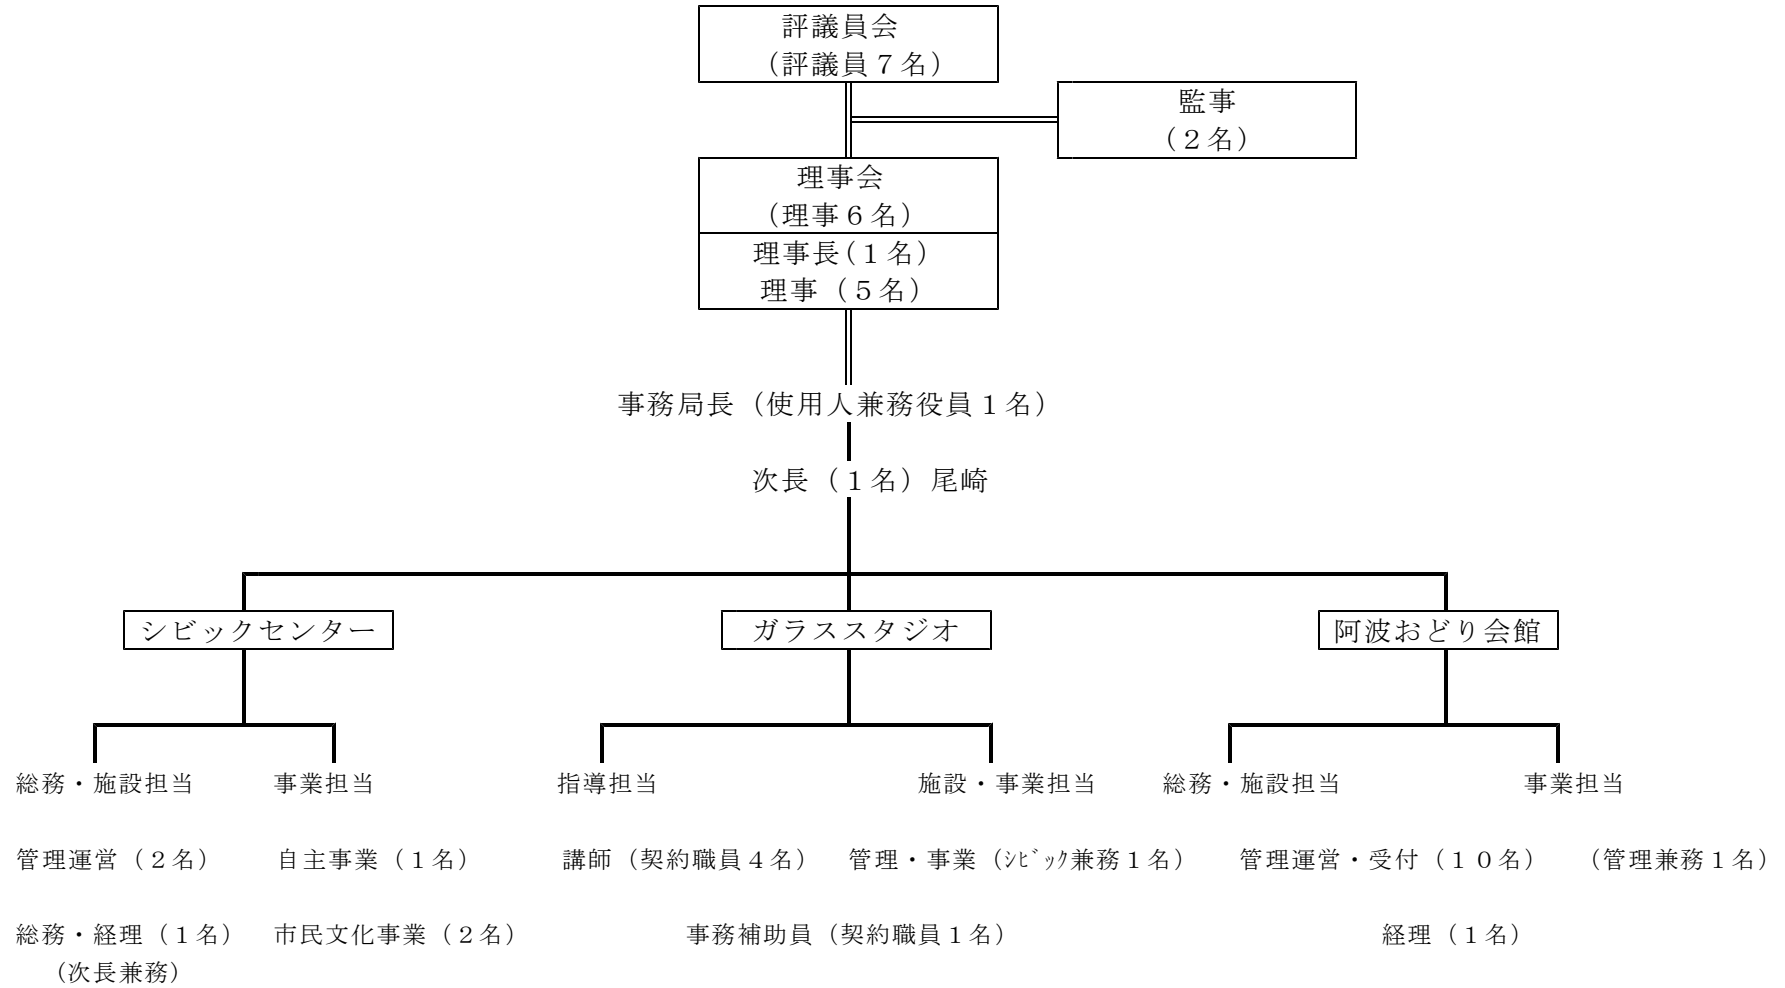 評議員会
（評議員７名）
監事
（２名）
理事会
（理事６名）
理事長（１名）
理事（５名）
事務局長（使用人兼務役員１名）
次長（１名）尾崎
シビックセンター
ガラススタジオ
阿波おどり会館
総務・施設担当
事業担当
指導担当
施設・事業担当
総務・施設担当
事業担当
管理運営（２名）
自主事業（１名）
講師（契約職員４名）
管理・事業（ｼﾋﾞｯｸ兼務１名）
管理運営・受付（１０名）
（管理兼務１名）
総務・経理（１名）
市民文化事業（２名）
事務補助員（契約職員１名）
経理（１名）
（次長兼務）